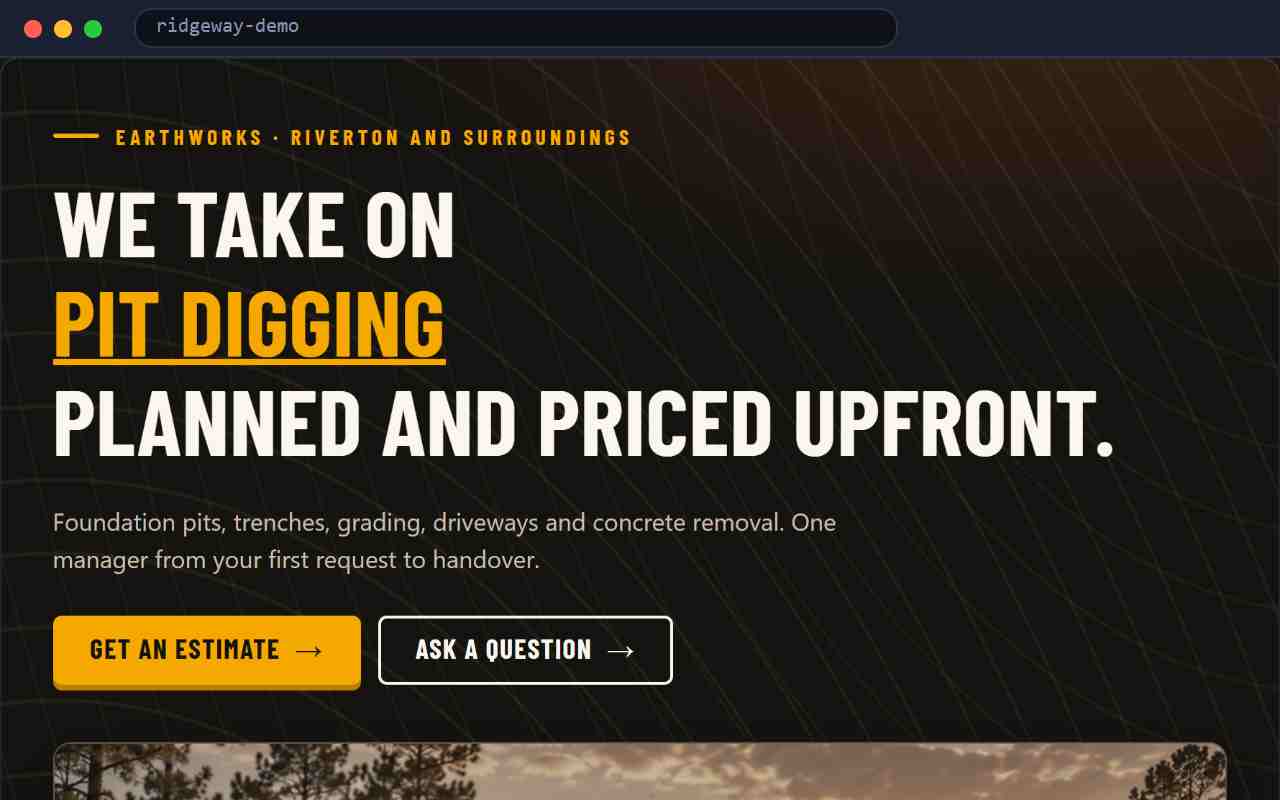 ridgeway-demo
EARTHWORKS · RIVERTON AND SURROUNDINGS
WE TAKE ON
PIT DIGGING
PLANNED AND PRICED UPFRONT.
Foundation pits, trenches, grading, driveways and concrete removal. One
manager from your first request to handover.
GET AN ESTIMATE →
ASK A QUESTION →